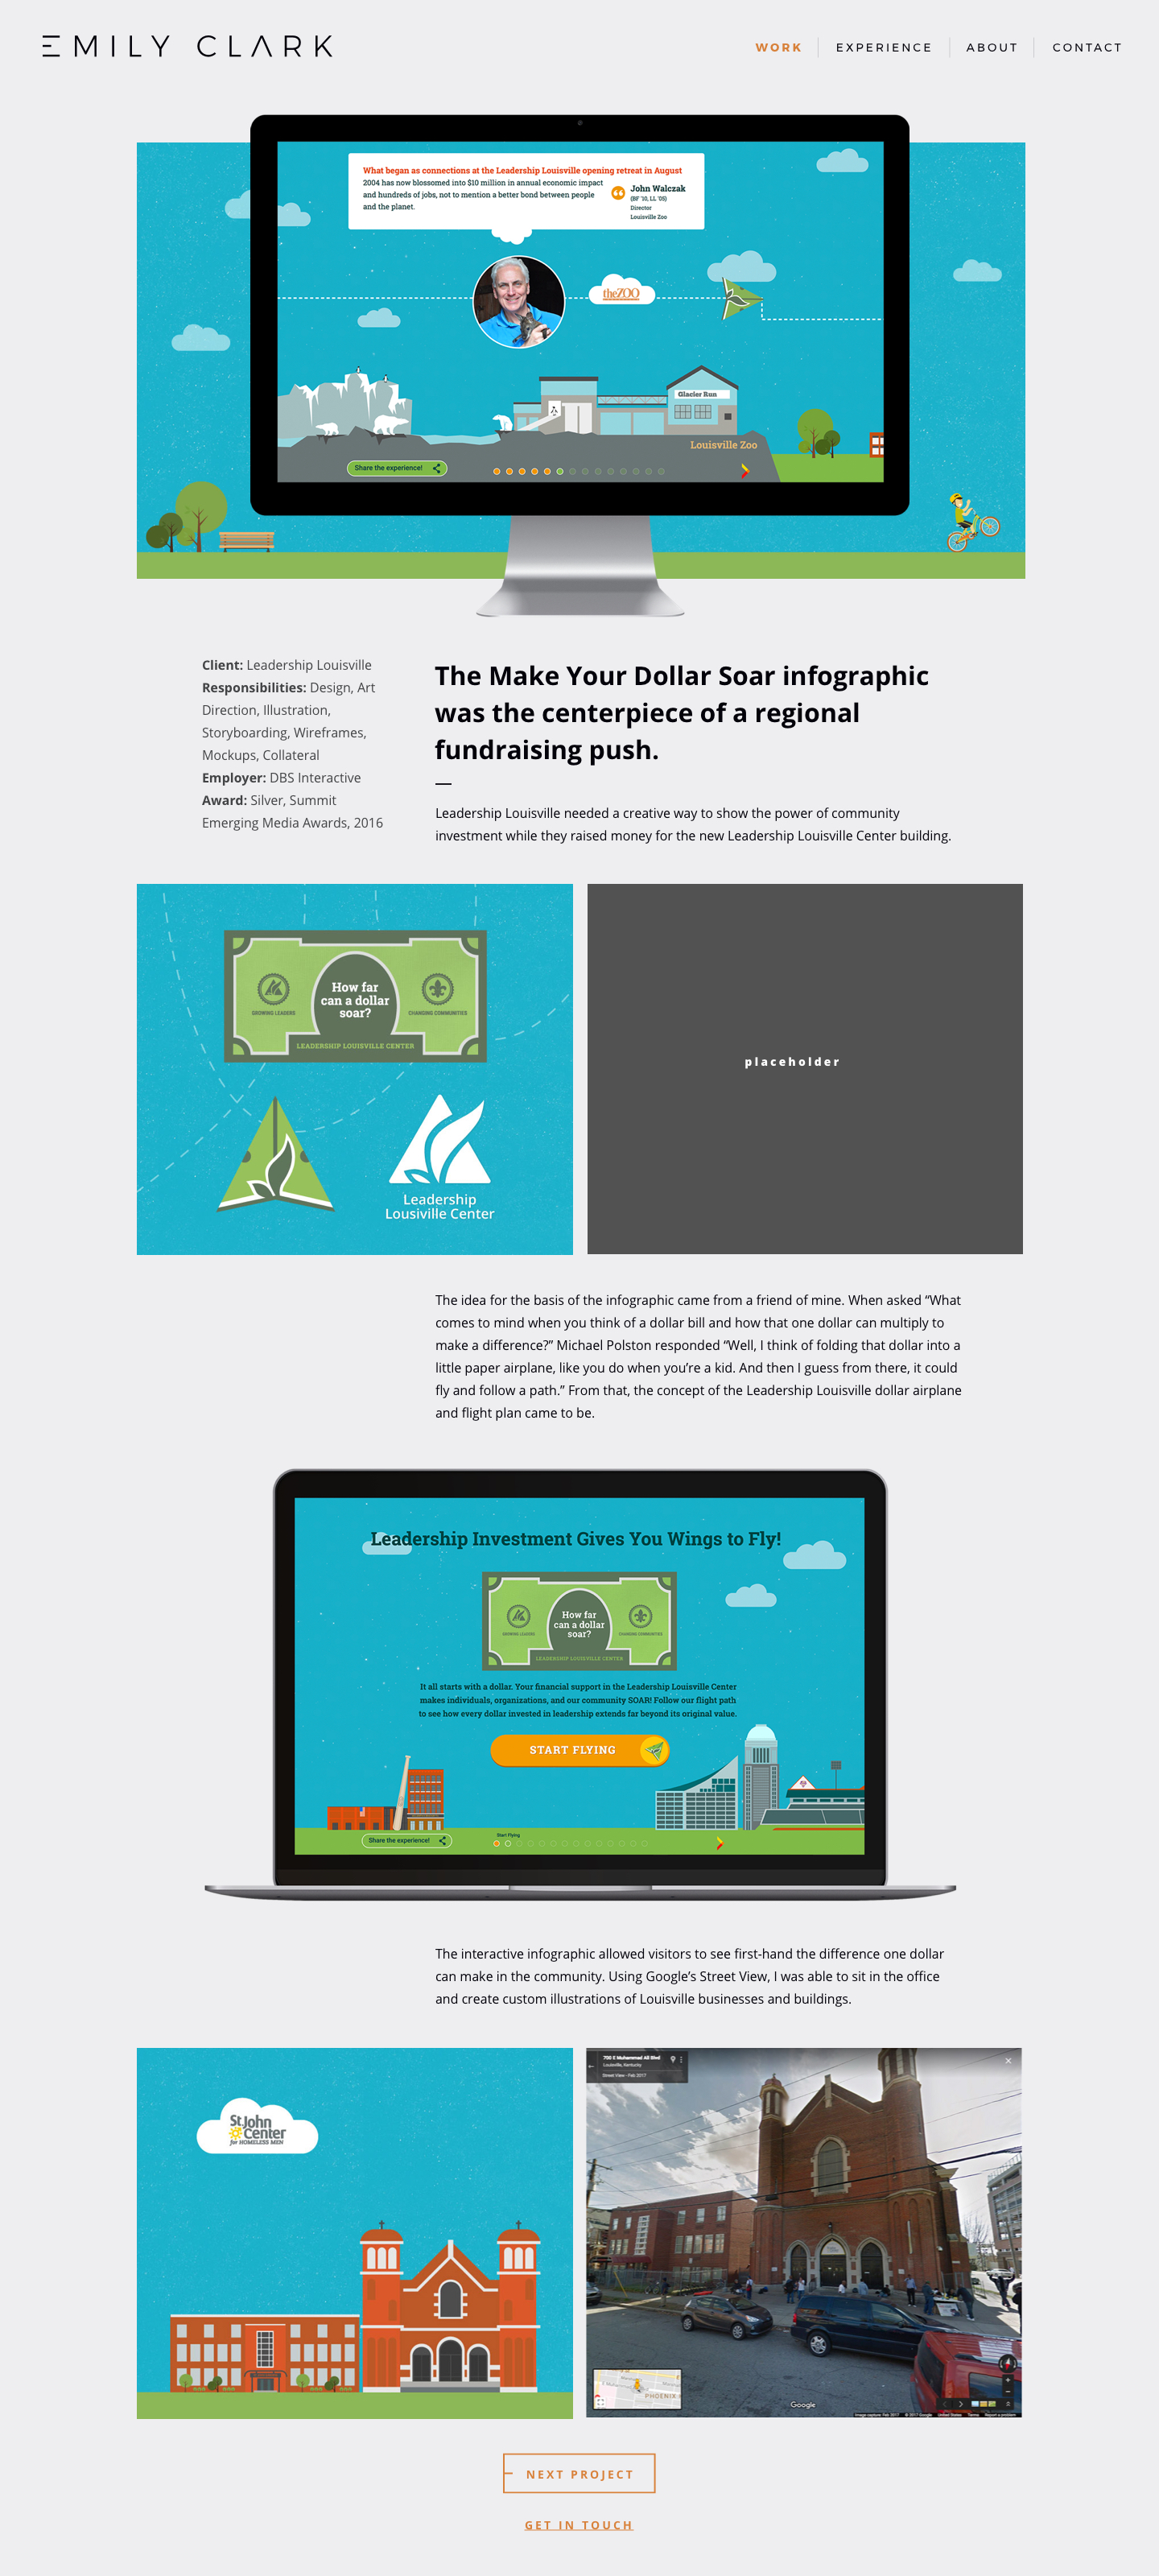 EMILY CLARK
WORK
EXPERIENCE
ABOUT
CONTACT
What began as connections at the Leadership Louisville opening retreat in August
2004 has now blossomed into $10 million in annual economic impact
and hundreds of jobs, not to mention a better bond between people
and the planet.
John Walczak
(BF '10, LL '05)
Director
Louisville Zoo
theZOO
Glacier Run
Louisville Zoo
Share the experience!
Client: Leadership Louisville
Responsibilities: Design, Art
Direction, Illustration,
Storyboarding, Wireframes,
Mockups, Collateral
Employer: DBS Interactive
Award: Silver, Summit
Emerging Media Awards, 2016
The Make Your Dollar Soar infographic
was the centerpiece of a regional
fundraising push.
Leadership Louisville needed a creative way to show the power of community
investment while they raised money for the new Leadership Louisville Center building.
How far
can a dollar
soar?
GROWING LEADERS
CHANGING COMMUNITIES
LEADERSHIP LOUISVILLE CENTER
Leadership
Lousiville Center
placeholder
The idea for the basis of the infographic came from a friend of mine. When asked “What
comes to mind when you think of a dollar bill and how that one dollar can multiply to
make a difference?” Michael Polston responded “Well, I think of folding that dollar into a
little paper airplane, like you do when you’re a kid. And then I guess from there, it could
fly and follow a path.” From that, the concept of the Leadership Louisville dollar airplane
and flight plan came to be.
Leadership Investment Gives You Wings to Fly!
How far
can a dollar
soar?
GROWING LEADERS
CHANGING COMMUNITIES
LEADERSHIP LOUISVILLE CENTER
It all starts with a dollar. Your financial support in the Leadership Louisville Center
makes individuals, organizations, and our community SOAR! Follow our flight path
to see how every dollar invested in leadership extends far beyond its original value.
START FLYING
Share the experience!
Start Flying
The interactive infographic allowed visitors to see first-hand the difference one dollar
can make in the community. Using Google’s Street View, I was able to sit in the office
and create custom illustrations of Louisville businesses and buildings.
St.John
Center
for HOMELESS MEN
700 E Muhammad Ali Blvd
Louisville, Kentucky
Street View - Feb 2017
PHOENIX
Google
Image capture: Feb 2017 © 2017 Google United States Terms Report a problem
NEXT PROJECT
GET IN TOUCH